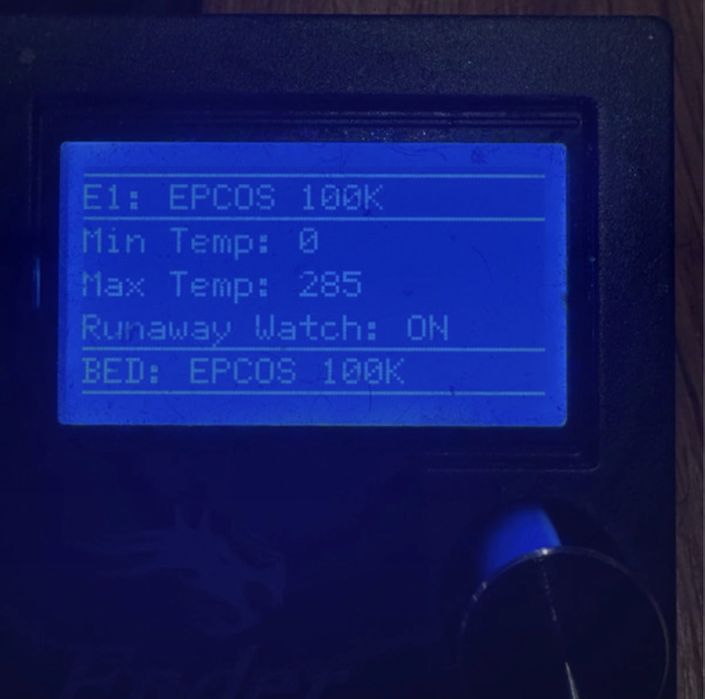 E1: EPCOS 100K
Min Temp: 0
Max Temp: 285
Runaway Watch: ON
BED: EPCOS 100K